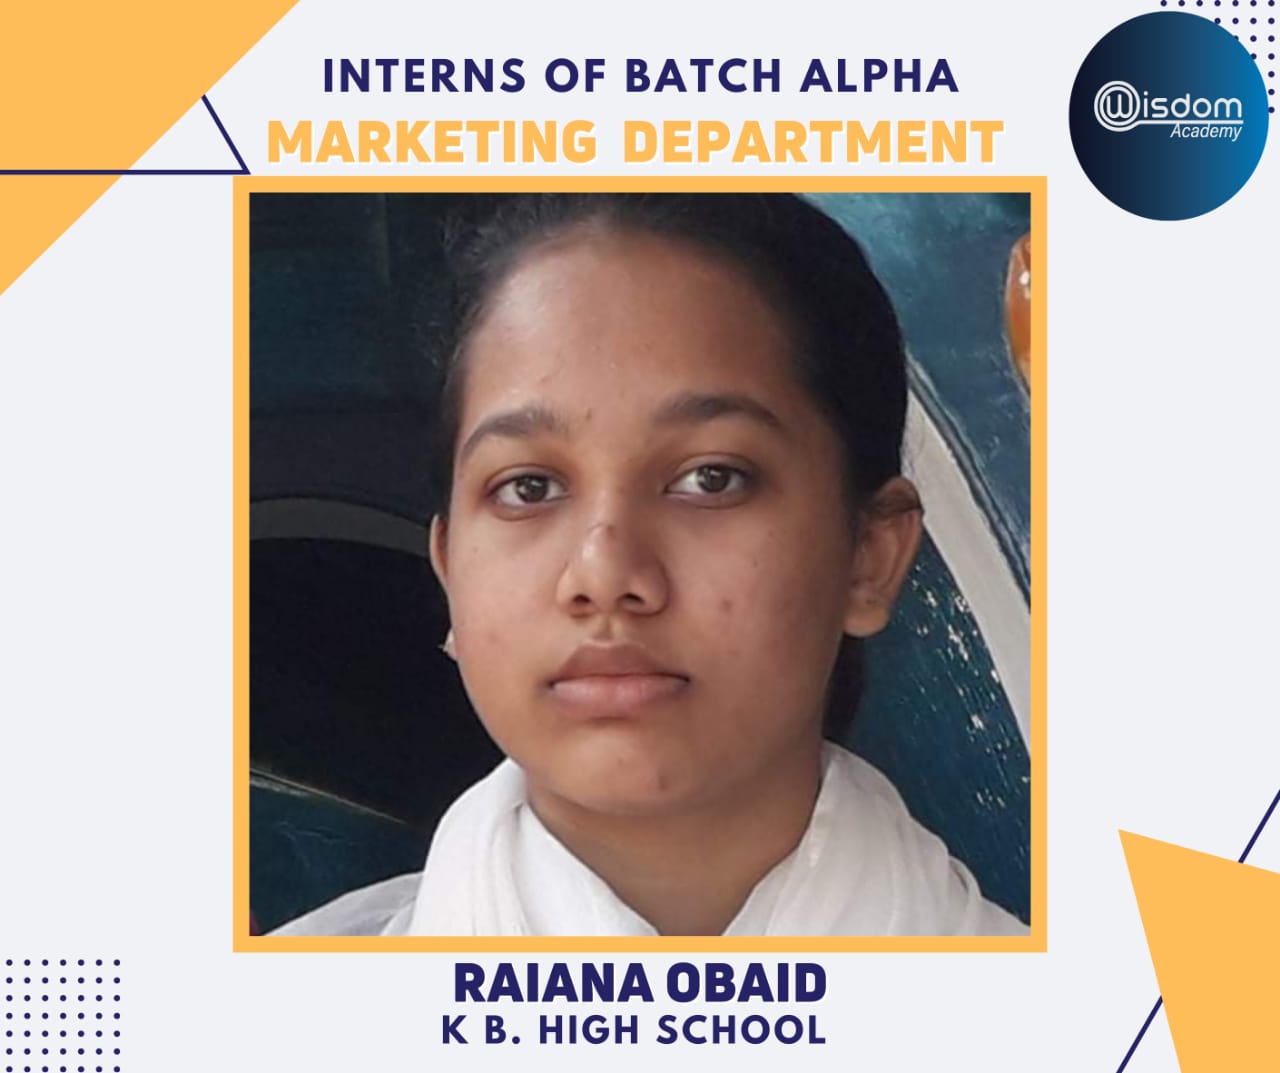 INTERNS OF BATCH ALPHA
MARKETING DEPARTMENT
Wisdom
Academy
RAIANA OBAID
K B. HIGH SCHOOL